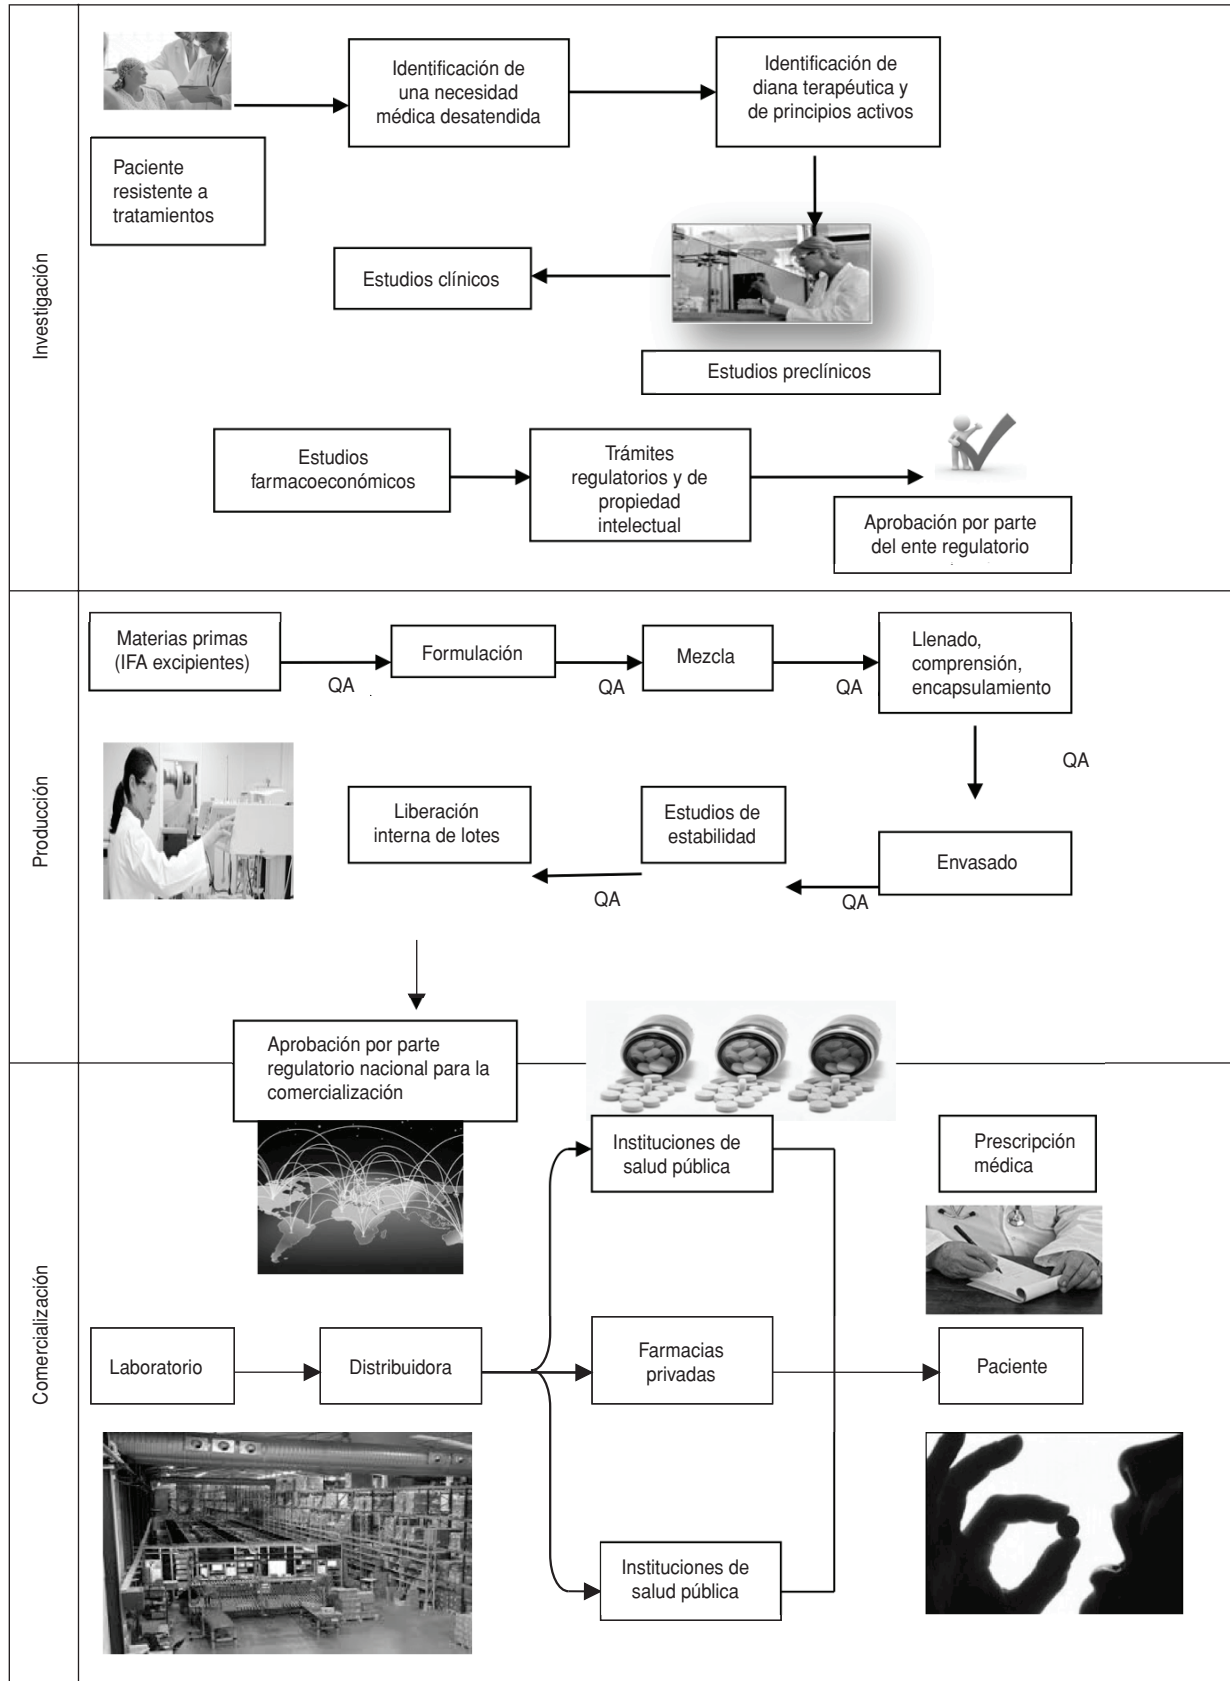 Investigación
Paciente
resistente a
tratamientos
Identificación de
una necesidad
médica desatendida
Identificación de
diana terapéutica y
de principios activos
Estudios clínicos
Estudios preclínicos
Estudios
farmacoeconómicos
Trámites
regulatorios y de
propiedad
intelectual
Aprobación por parte
del ente regulatorio
Producción
Materias primas
(IFA excipientes)
QA
Formulación
QA
Mezcla
QA
Llenado,
comprensión,
encapsulamiento
QA
Envasado
QA
Estudios de
estabilidad
QA
Liberación
interna de lotes
Aprobación por parte
regulatorio nacional para la
comercialización
Comercialización
Laboratorio
Distribuidora
Instituciones de
salud pública
Farmacias
privadas
Instituciones de
salud pública
Prescripción
médica
Paciente